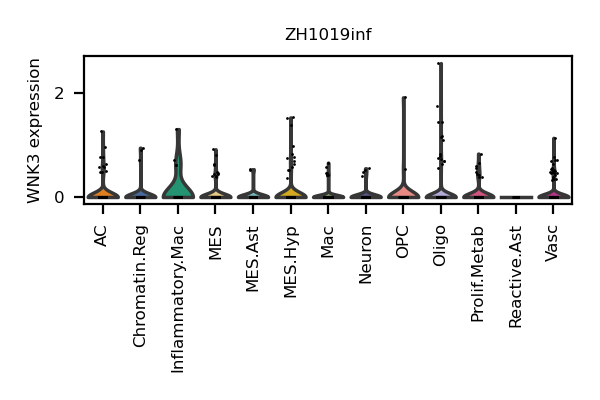 ZH1019inf
WNK3 expression
2
0
AC
Chromatin.Reg
Inflammatory.Mac
MES
MES.Ast
MES.Hyp
Mac
Neuron
OPC
Oligo
Prolif.Metab
Reactive.Ast
Vasc